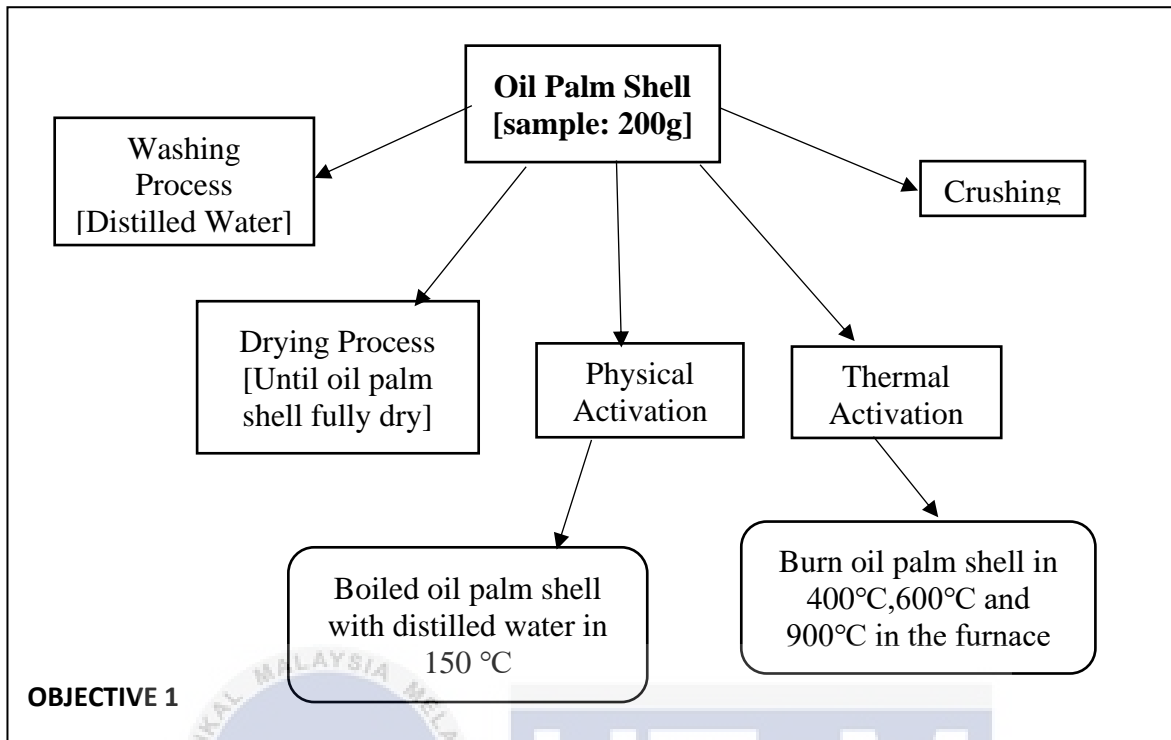 Oil Palm Shell
[sample: 200g]
Washing
Process
[Distilled Water]
Crushing
Drying Process
[Until oil palm
shell fully dry]
Physical
Activation
Thermal
Activation
Boiled oil palm shell
with distilled water in
150 °C
Burn oil palm shell in
400℃,600℃ and
900℃ in the furnace
OBJECTIVE 1
MALAYSIA